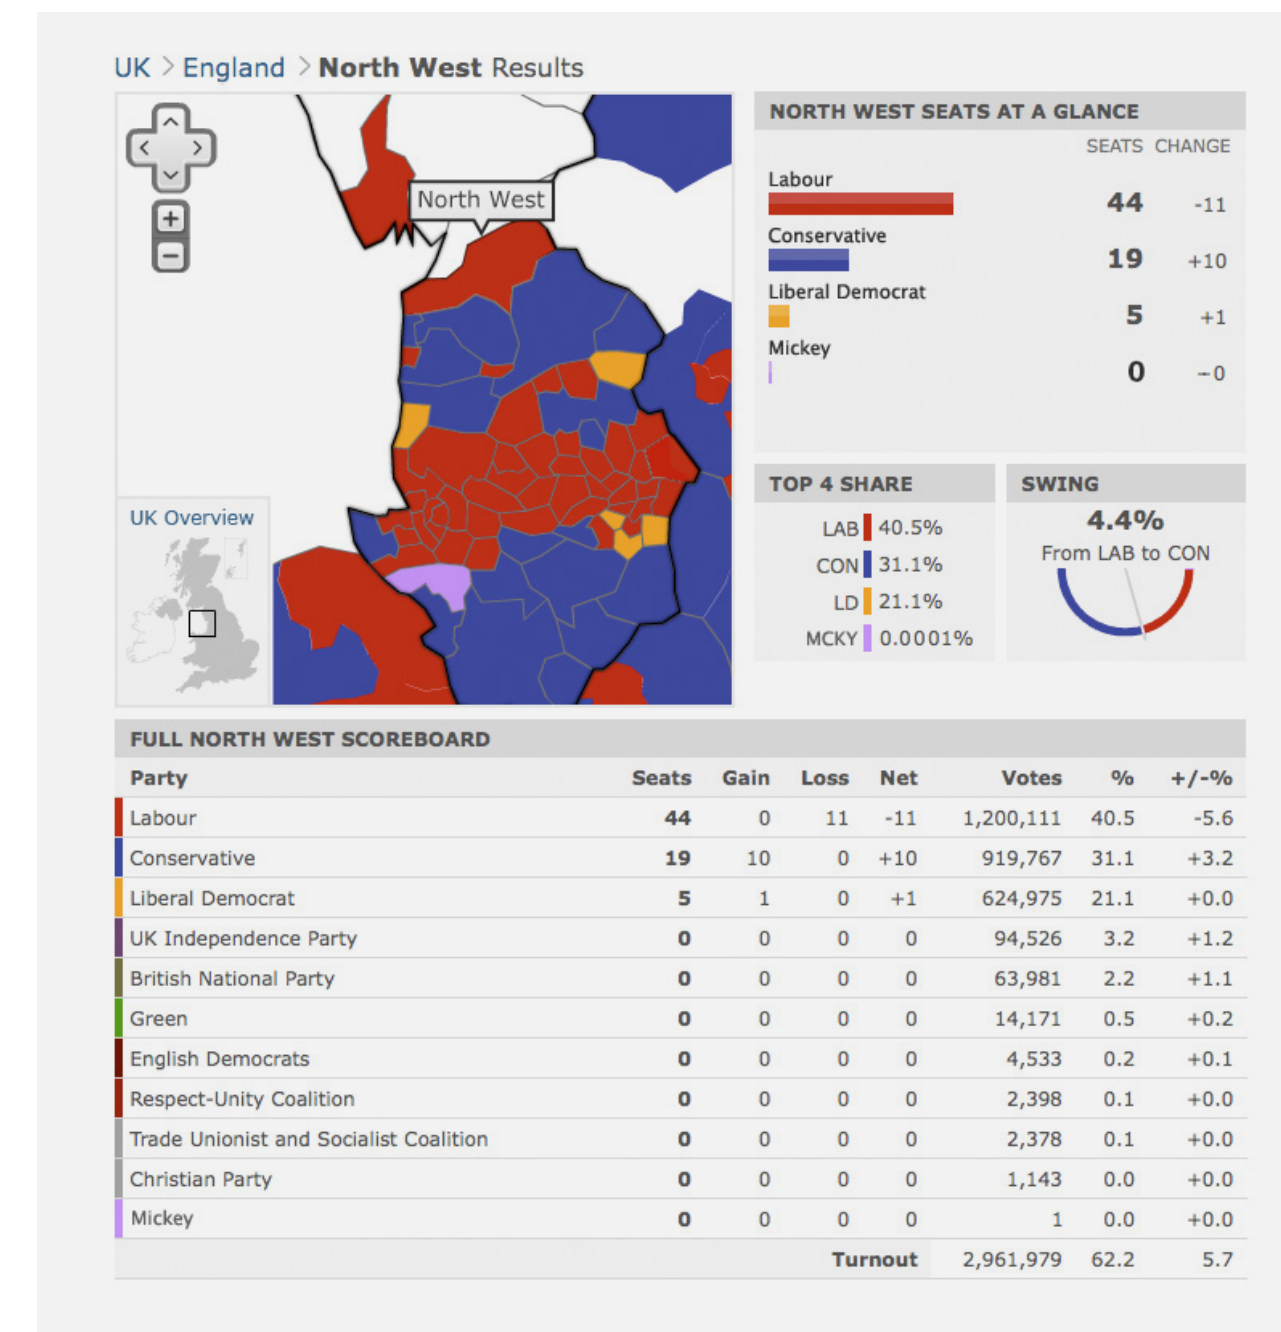 UK > England > North West Results
North West
UK Overview
NORTH WEST SEATS AT A GLANCE
SEATS CHANGE
Labour
44 -11
Conservative
19 +10
Liberal Democrat
5 +1
Mickey
0 -0
TOP 4 SHARE
LAB 40.5%
CON 31.1%
LD 21.1%
MCKY 0.0001%
SWING
4.4%
From LAB to CON
FULL NORTH WEST SCOREBOARD
Party Seats Gain Loss Net Votes % +/-%
Labour 44 0 11 -11 1,200,111 40.5 -5.6
Conservative 19 10 0 +10 919,767 31.1 +3.2
Liberal Democrat 5 1 0 +1 624,975 21.1 +0.0
UK Independence Party 0 0 0 0 94,526 3.2 +1.2
British National Party 0 0 0 0 63,981 2.2 +1.1
Green 0 0 0 0 14,171 0.5 +0.2
English Democrats 0 0 0 0 4,533 0.2 +0.1
Respect-Unity Coalition 0 0 0 0 2,398 0.1 +0.0
Trade Unionist and Socialist Coalition 0 0 0 0 2,378 0.1 +0.0
Christian Party 0 0 0 0 1,143 0.0 +0.0
Mickey 0 0 0 0 1 0.0 +0.0
Turnout 2,961,979 62.2 5.7